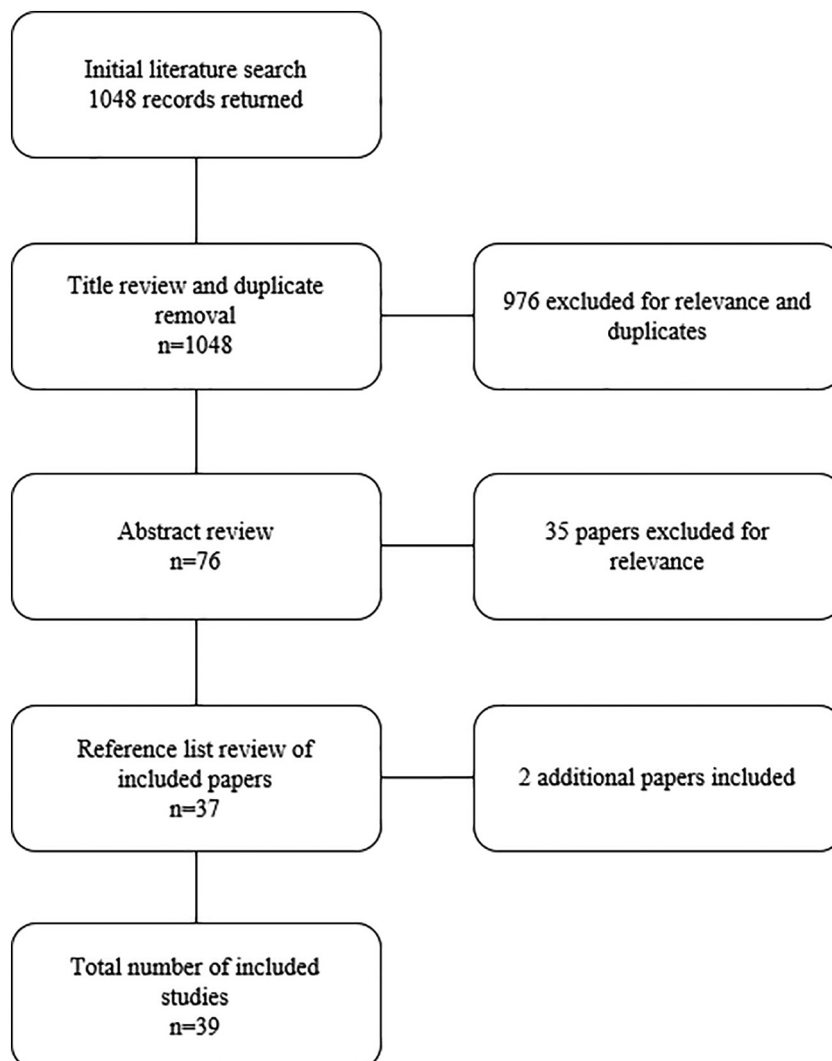 Initial literature search
1048 records returned
Title review and duplicate
removal
n=1048
976 excluded for relevance and
duplicates
Abstract review
n=76
35 papers excluded for
relevance
Reference list review of
included papers
n=37
2 additional papers included
Total number of included
studies
n=39